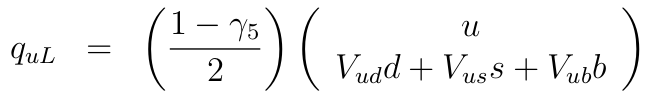 $$q_{uL} = \left( \frac{1 - \gamma_5}{2} \right) \left( \begin{array}{c} u \\ V_{ud}d + V_{us}s + V_{ub}b \end{array} \right)$$